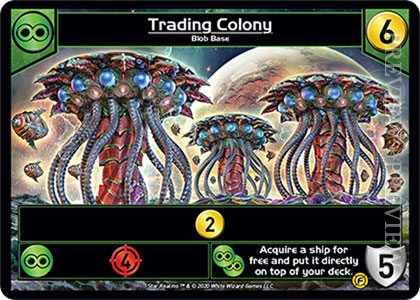 Trading Colony
Blob Base
6
2
4
Acquire a ship for
free and put it directly
on top of your deck.
5
Star Realms ™ & © 2020 White Wizard Games LLC
F
PREVIEW